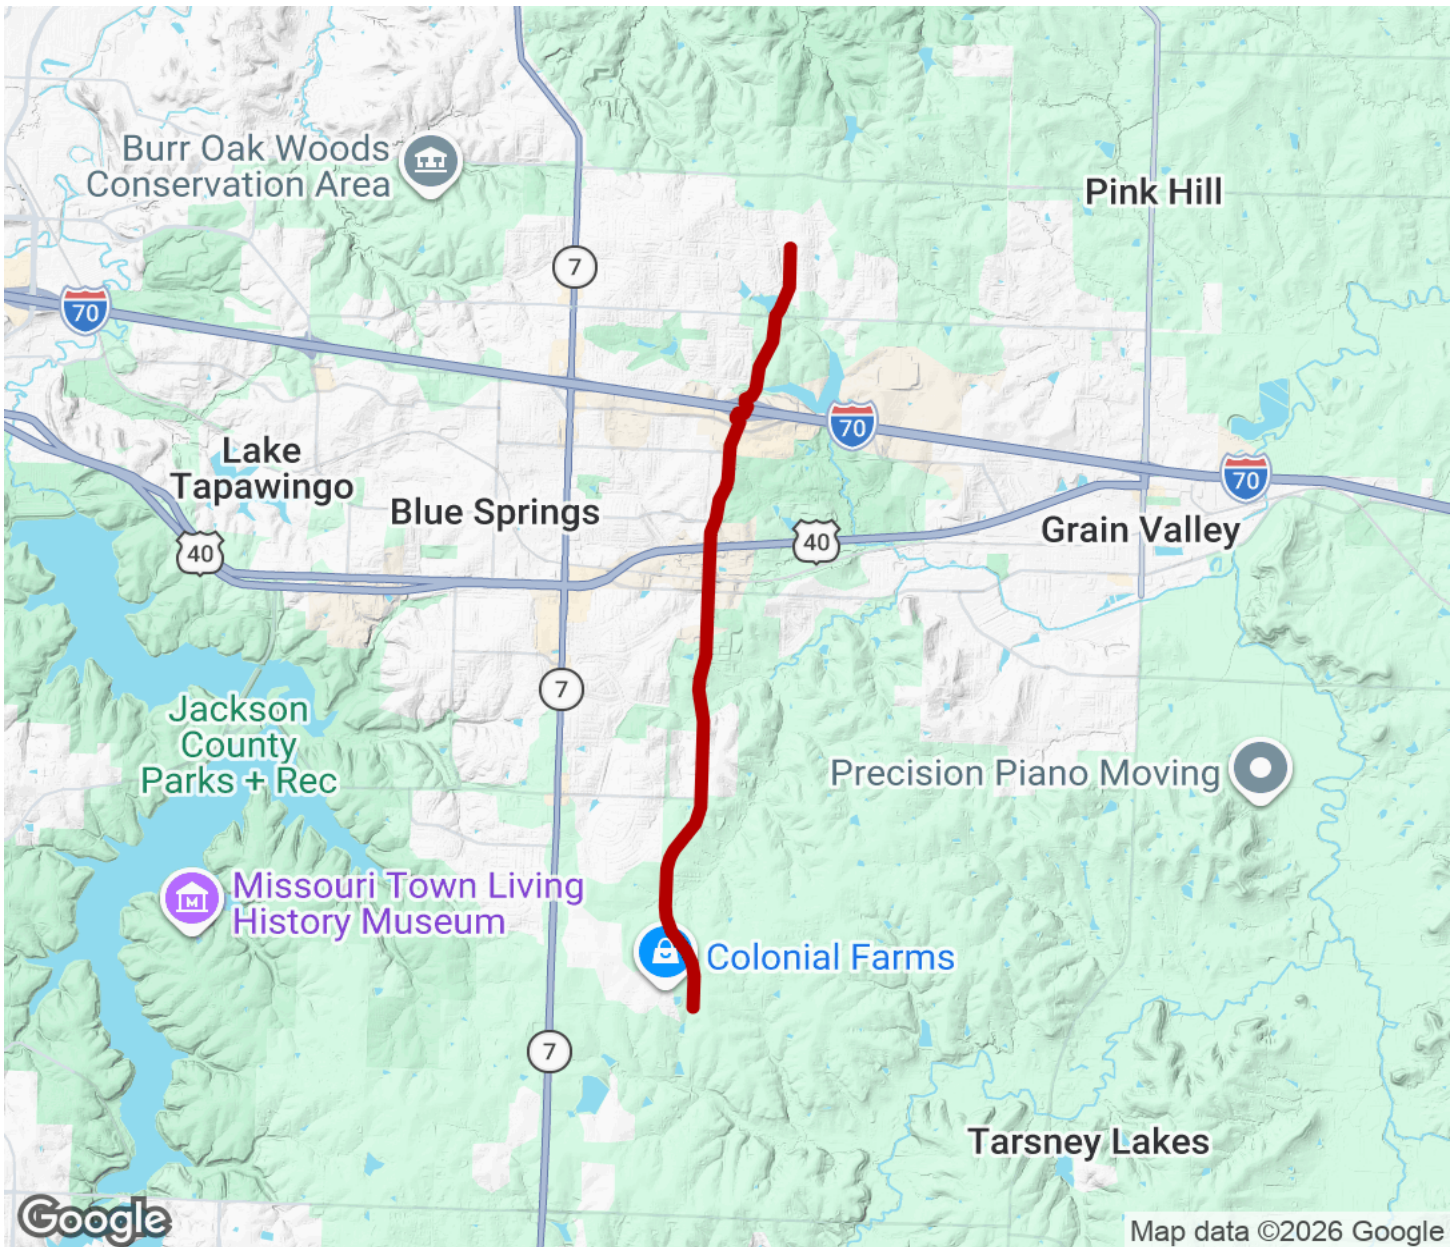 Burr Oak Woods
Conservation Area
Pink Hill
7
70
70
Lake
Tapawingo
Blue Springs
70
40
40
Grain Valley
7
Jackson
County
Parks + Rec
Precision Piano Moving
Missouri Town Living
History Museum
Colonial Farms
7
Tarsney Lakes
Google
Map data ©2026 Google